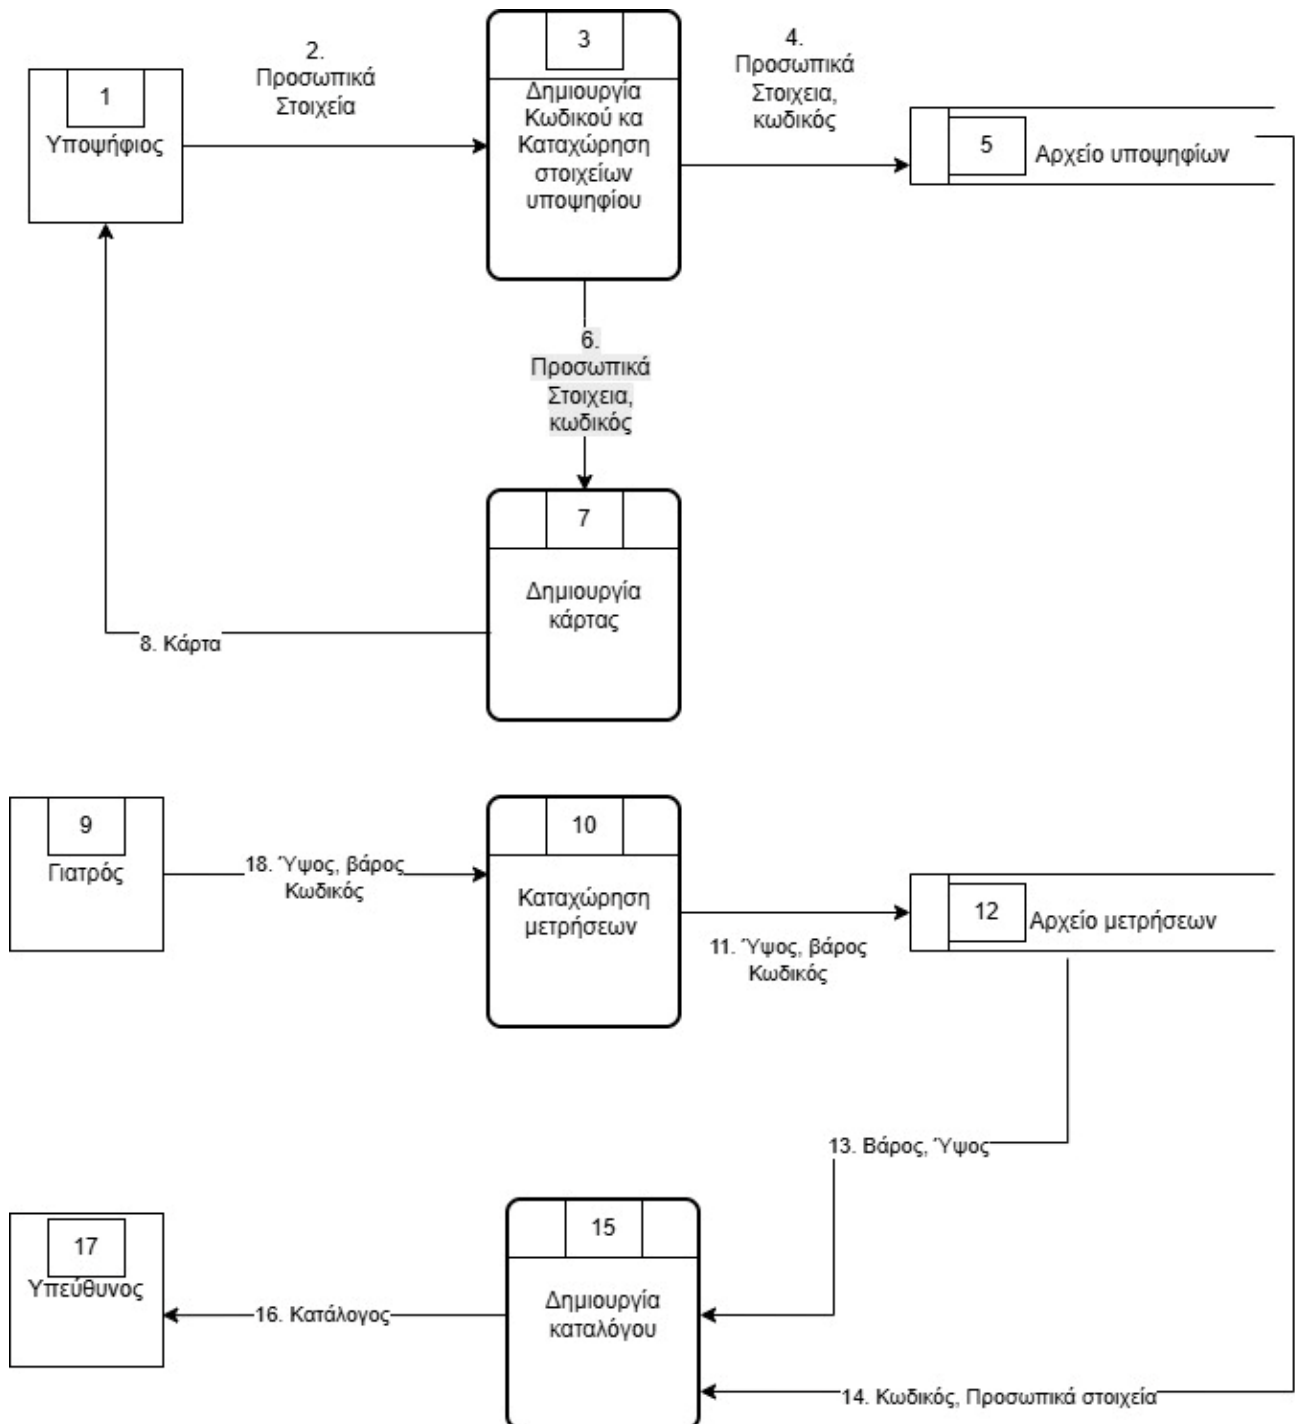 1
Υποψήφιος
2.
Προσωπικά
Στοιχεία
3
Δημιουργία
Κωδικού κα
Καταχώρηση
στοιχείων
υποψηφίου
4.
Προσωπικά
Στοιχεια,
κωδικός
5
Αρχείο υποψηφίων
6.
Προσωπικά
Στοιχεια,
κωδικός
7
Δημιουργία
κάρτας
8. Κάρτα
9
Γιατρός
18. Ύψος, βάρος
Κωδικός
10
Καταχώρηση
μετρήσεων
11. Ύψος, βάρος
Κωδικός
12
Αρχείο μετρήσεων
13. Βάρος, Ύψος
17
Υπεύθυνος
16. Κατάλογος
15
Δημιουργία
καταλόγου
14. Κωδικός, Προσωπικά στοιχεία